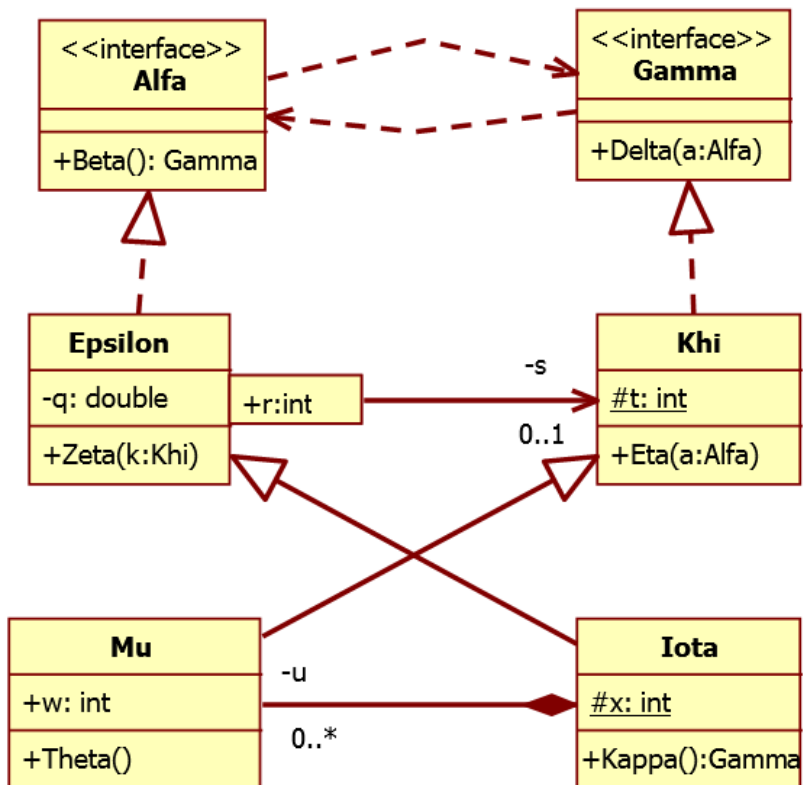 <<interface>>
Alfa
+Beta(): Gamma
<<interface>>
Gamma
+Delta(a:Alfa)
Epsilon
-q: double
+Zeta(k:Khi)
+r:int
-s
0..1
Khi
#t: int
+Eta(a:Alfa)
Mu
+w: int
+Theta()
-u
0..*
Iota
#x: int
+Kappa():Gamma